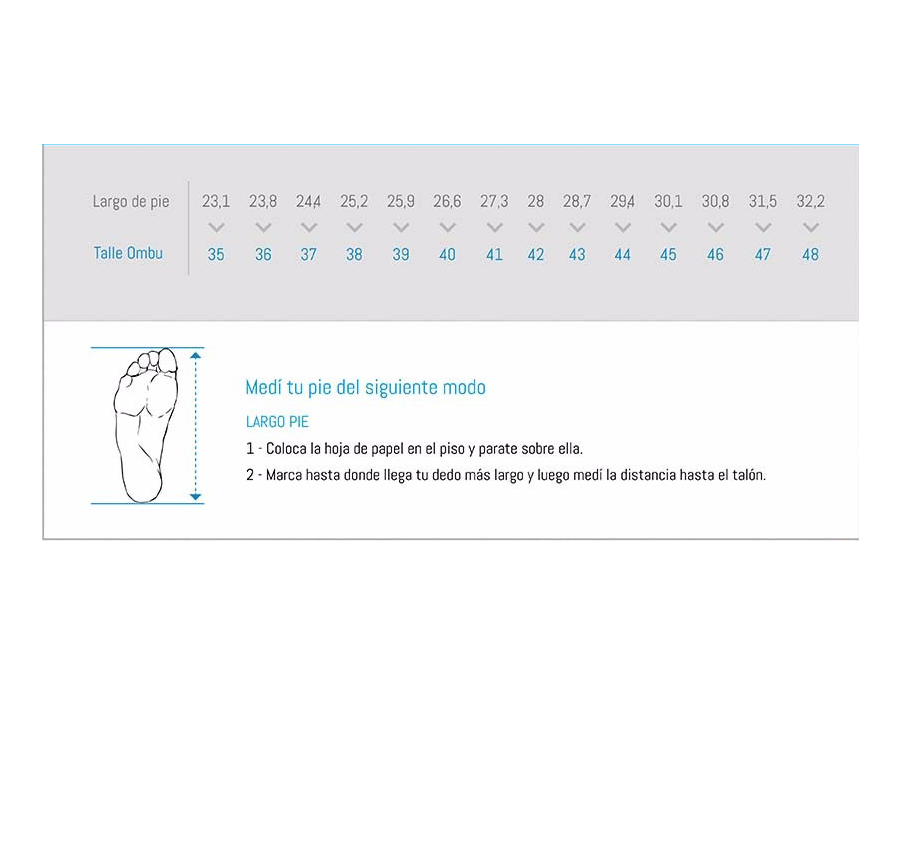 Largo de pie 23,1 23,8 24,4 25,2 25,9 26,6 27,3 28 28,7 29,4 30,1 30,8 31,5 32,2
Talle Ombu 35 36 37 38 39 40 41 42 43 44 45 46 47 48
Medí tu pie del siguiente modo
LARGO PIE
1 - Coloca la hoja de papel en el piso y parate sobre ella.
2 - Marca hasta donde llega tu dedo más largo y luego medí la distancia hasta el talón.